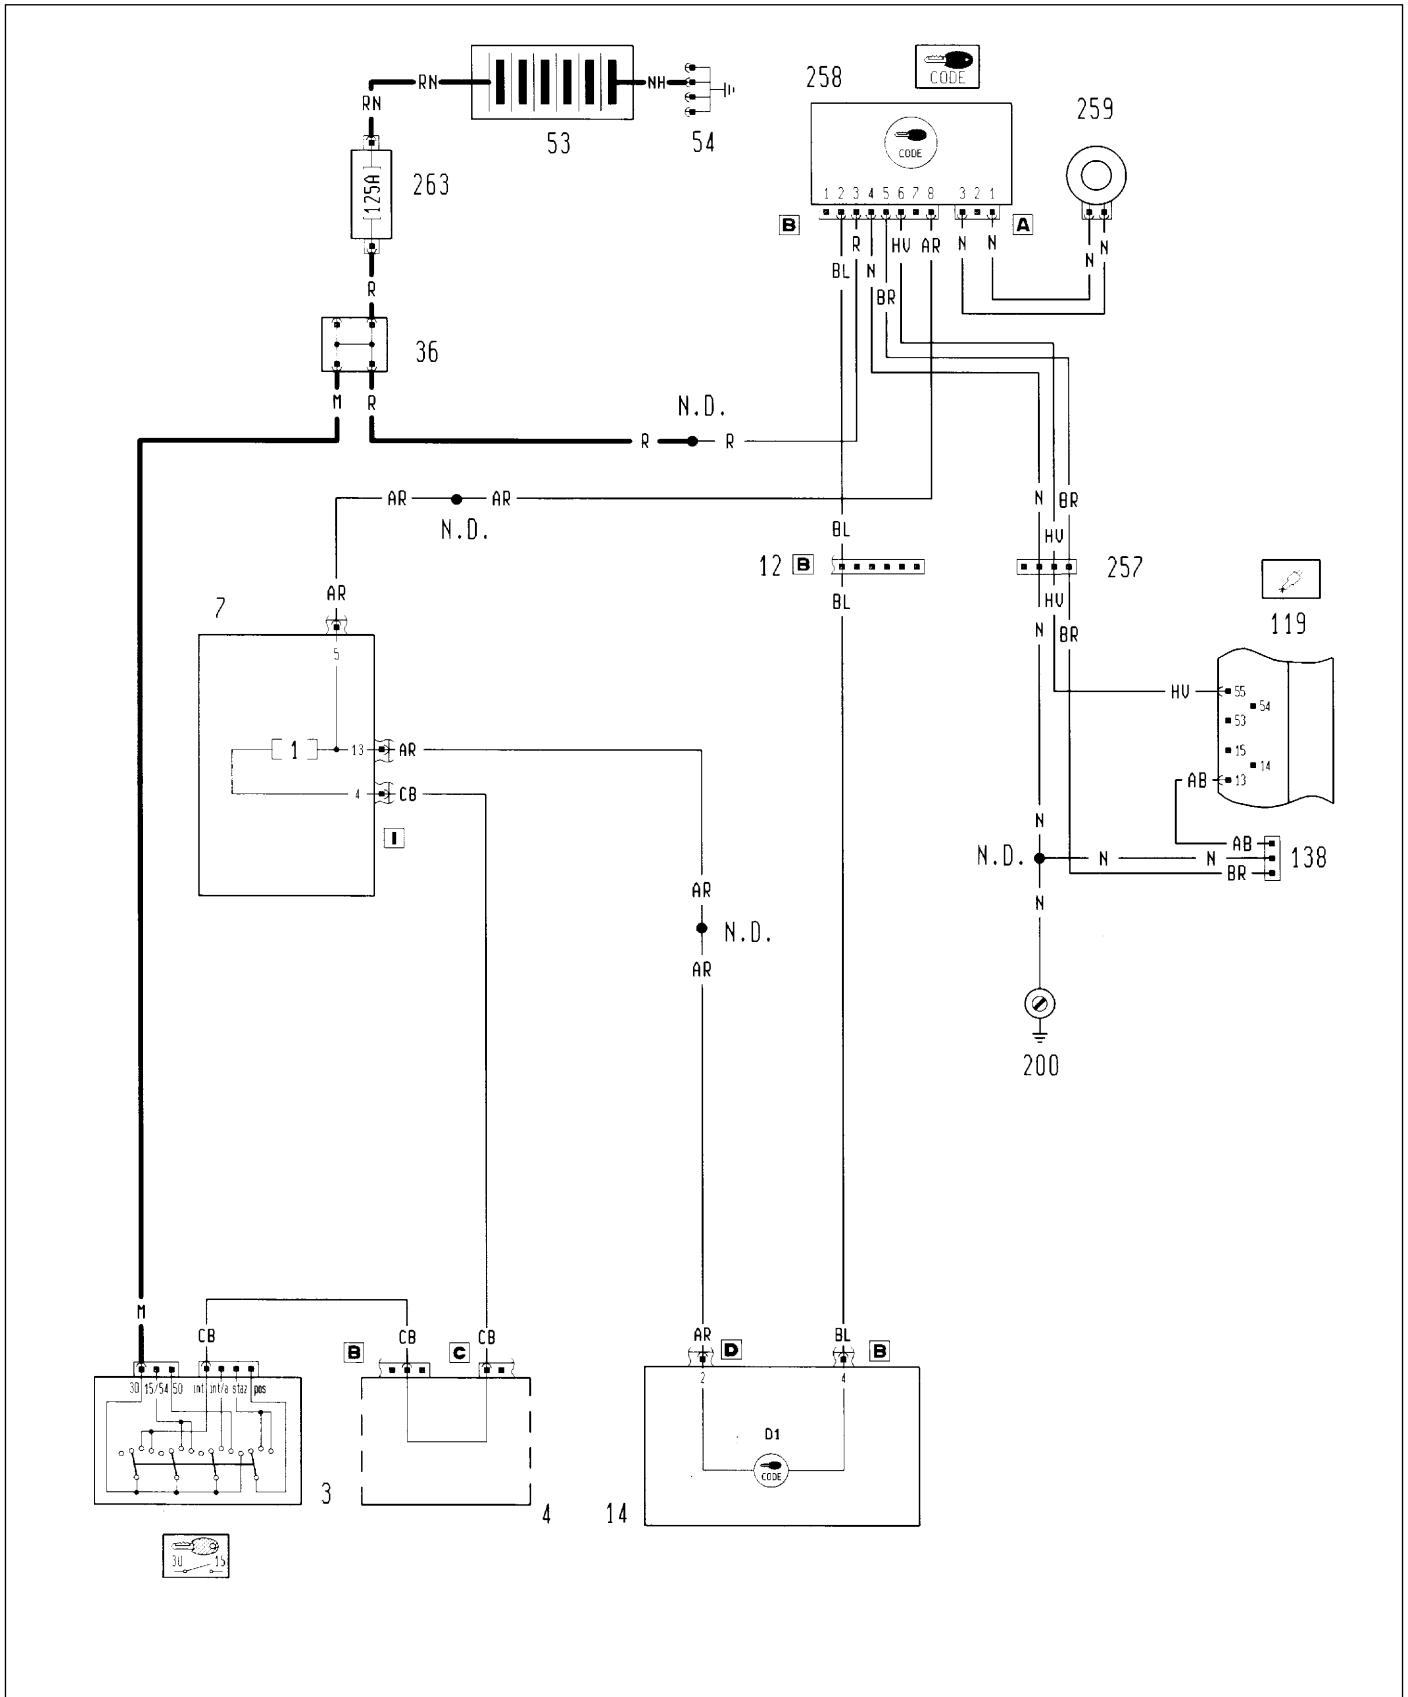 RN
RN
NH
53
54
125A
263
R
36
M
R
258
CODE
CODE
259
1 2 3 4 5 6 7 8
3 2 1
B
A
BL
R
N
BR
HV
AR
N
N
N
N
N.D.
R
R
AR
AR
N.D.
BL
12
B
BL
N
HV
BR
257
HV
N
BR
119
HV
55
54
53
15
14
13
AB
AB
N
N
BR
138
N
N.D.
N
200
7
AR
5
1
13
AR
4
CB
I
AR
N.D.
AR
M
CB
CB
B
CB
C
AR
D
BL
B
30 15/54 50
int int/a staz pos
3
30 15
4
2
4
D1
CODE
14